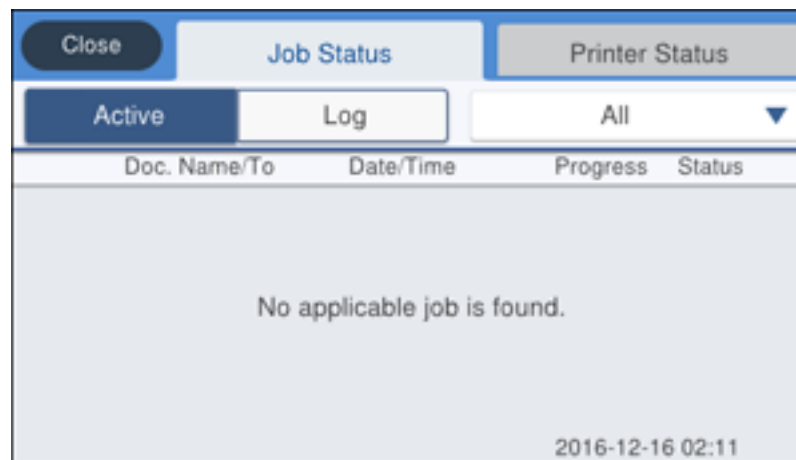 Close Job Status Printer Status
Active Log All
Doc. Name/To Date/Time Progress Status
No applicable job is found.
2016-12-16 02:11